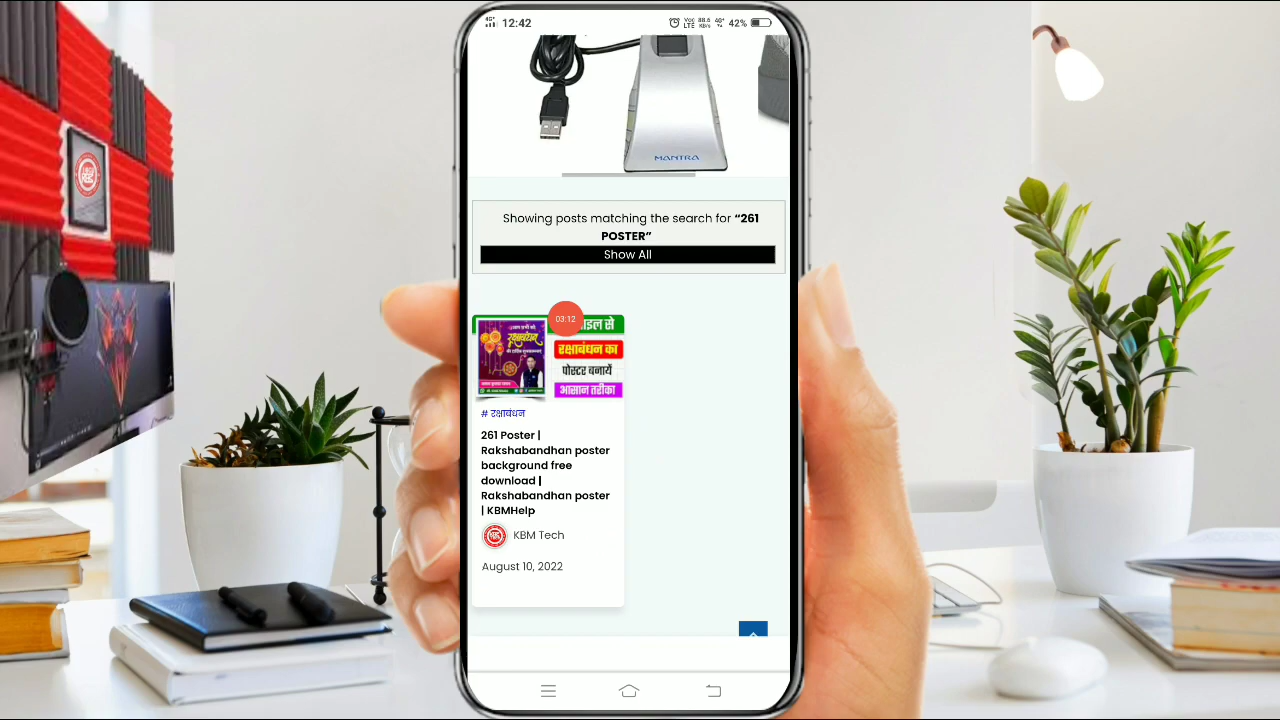 12:42
42%
MANTRA
Showing posts matching the search for “261
POSTER”
Show All
03:12
रक्षाबंधन का
पोस्टर बनायें
आसान तरीका
# रक्षाबंधन
261 Poster |
Rakshabandhan poster
background free
download |
Rakshabandhan poster
| KBMHelp
KBM Tech
August 10, 2022